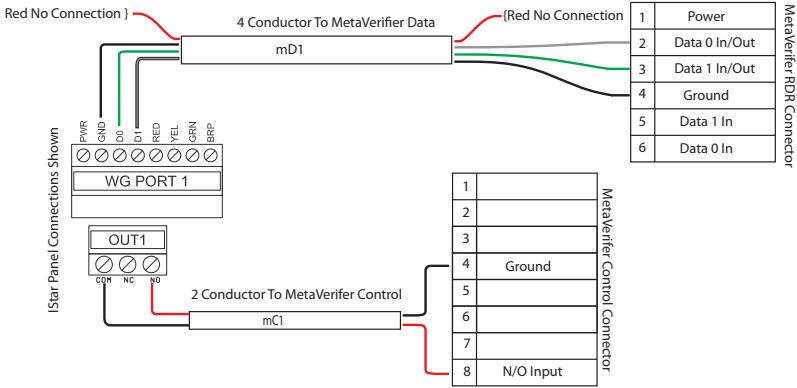 Red No Connection }
4 Conductor To MetaVerifier Data
{Red No Connection
mD1
1 Power
2 Data 0 In/Out
3 Data 1 In/Out
4 Ground
5 Data 1 In
6 Data 0 In
MetaVerifer RDR Connector
PWR
GND
D0
D1
RED
YEL
GRN
BRP
WG PORT 1
IStar Panel Connections Shown
OUT1
COM NC NO
2 Conductor To MetaVerifer Control
mC1
1
2
3
4 Ground
5
6
7
8 N/O Input
MetaVerifer Control Connector